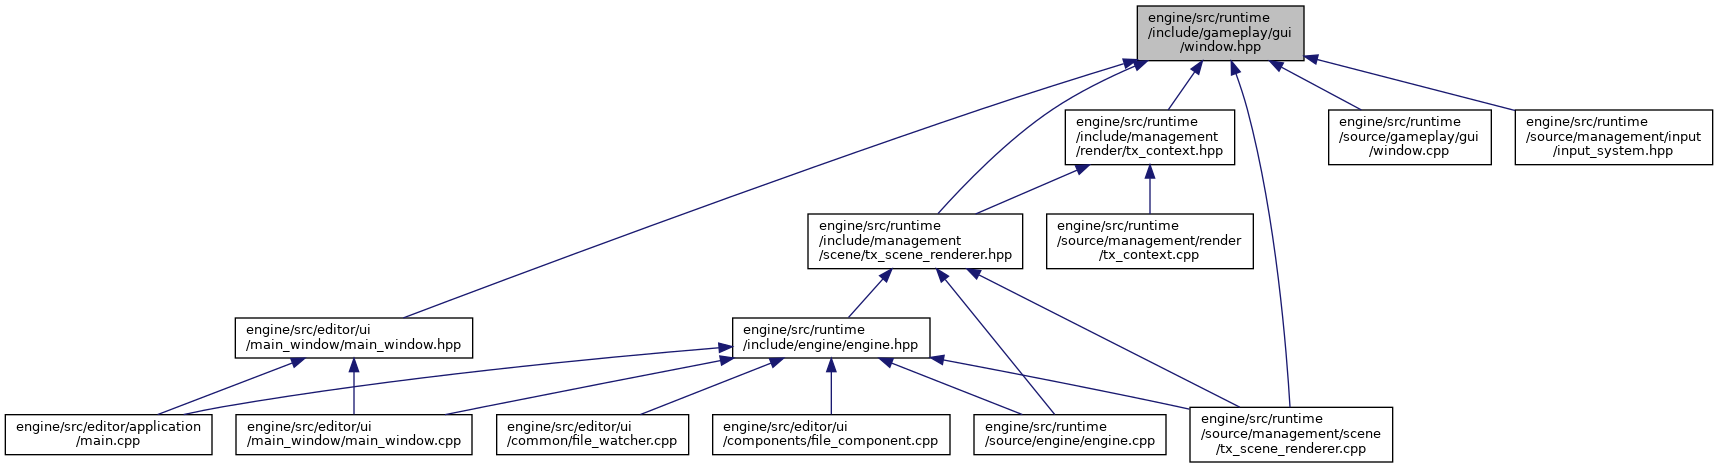 engine/src/runtime
/include/gameplay/gui
/window.hpp
engine/src/runtime
/include/management
/render/tx_context.hpp
engine/src/runtime
/source/gameplay/gui
/window.cpp
engine/src/runtime
/source/management/input
/input_system.hpp
engine/src/runtime
/include/management
/scene/tx_scene_renderer.hpp
engine/src/runtime
/source/management/render
/tx_context.cpp
engine/src/editor/ui
/main_window/main_window.hpp
engine/src/runtime
/include/engine/engine.hpp
engine/src/editor/application
/main.cpp
engine/src/editor/ui
/main_window/main_window.cpp
engine/src/editor/ui
/common/file_watcher.cpp
engine/src/editor/ui
/components/file_component.cpp
engine/src/runtime
/source/engine/engine.cpp
engine/src/runtime
/source/management/scene
/tx_scene_renderer.cpp